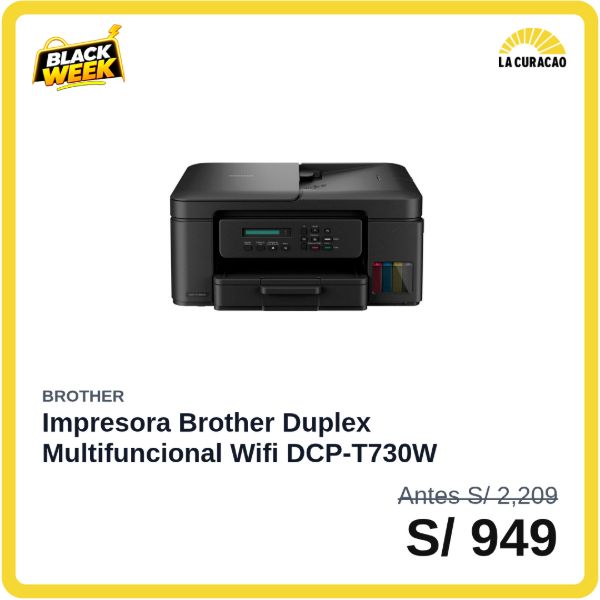 BLACK
WEEK
LA CURACAO
BROTHER
Impresora Brother Duplex
Multifuncional Wifi DCP-T730W
Antes S/ 2,209
S/ 949